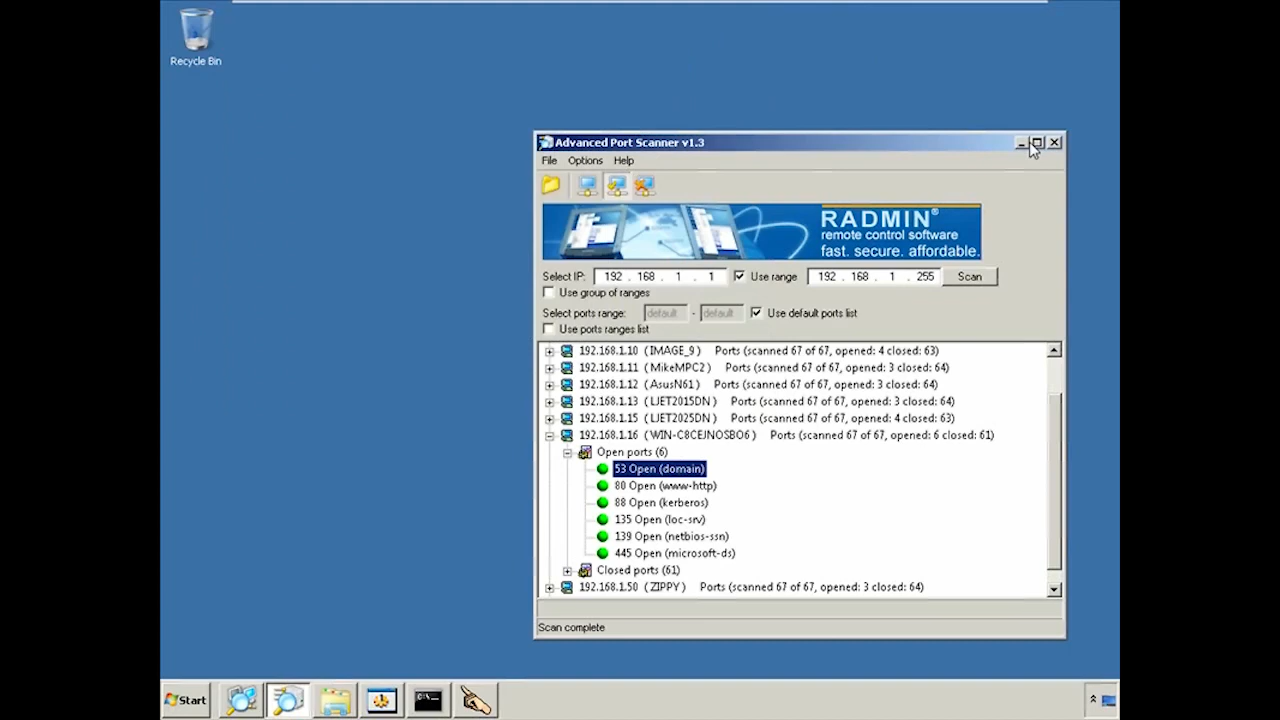 Recycle Bin
Advanced Port Scanner v1.3
File Options Help
RADMIN®
remote control software
fast. secure. affordable.
Select IP: 192 . 168 . 1 . 1 Use range 192 . 168 . 1 . 255 Scan
Use group of ranges
Select ports range: default - default Use default ports list
Use ports ranges list
192.168.1.10 (IMAGE_9) Ports (scanned 67 of 67, opened: 4 closed: 63)
192.168.1.11 (MikeMPC2) Ports (scanned 67 of 67, opened: 3 closed: 64)
192.168.1.12 (AsusN61) Ports (scanned 67 of 67, opened: 3 closed: 64)
192.168.1.13 (LJET2015DN) Ports (scanned 67 of 67, opened: 3 closed: 64)
192.168.1.15 (LJET2025DN) Ports (scanned 67 of 67, opened: 4 closed: 63)
192.168.1.16 (WIN-C8CEJNOSBO6) Ports (scanned 67 of 67, opened: 6 closed: 61)
Open ports (6)
53 Open (domain)
80 Open (www-http)
88 Open (kerberos)
135 Open (loc-srv)
139 Open (netbios-ssn)
445 Open (microsoft-ds)
Closed ports (61)
192.168.1.50 (ZIPPY) Ports (scanned 67 of 67, opened: 3 closed: 64)
Scan complete
Start